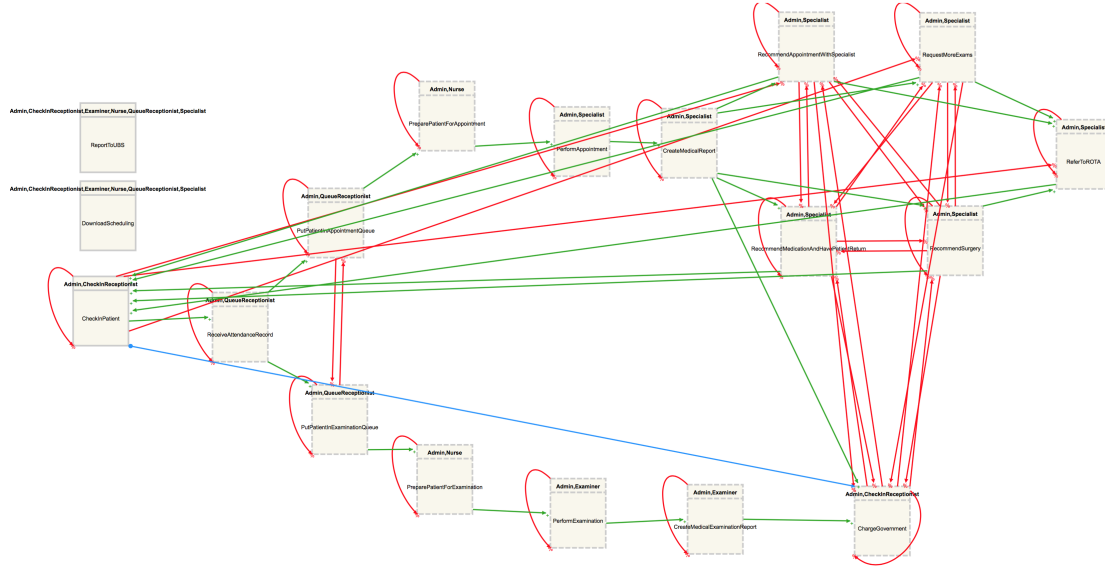 Admin,Specialist
RecommendAppointmentWithSpecialist
Admin,Specialist
RequestMoreExams
Admin,CheckInReceptionist,Examiner,Nurse,QueueReceptionist,Specialist
ReportToUBS
Admin,Nurse
PreparePatientForAppointment
Admin,Specialist
PerformAppointment
Admin,Specialist
CreateMedicalReport
Admin,Specialist
ReferToROTA
Admin,CheckInReceptionist,Examiner,Nurse,QueueReceptionist,Specialist
DownloadScheduling
Admin,QueueReceptionist
PutPatientInAppointmentQueue
Admin,Specialist
RecommendMedicationAndHavePatientReturn
Admin,Specialist
RecommendSurgery
Admin,CheckInReceptionist
CheckInPatient
Admin,QueueReceptionist
ReceiveAttendanceRecord
Admin,QueueReceptionist
PutPatientInExaminationQueue
Admin,Nurse
PreparePatientForExamination
Admin,Examiner
PerformExamination
Admin,Examiner
CreateMedicalExaminationReport
Admin,CheckInReceptionist
ChargeGovernment